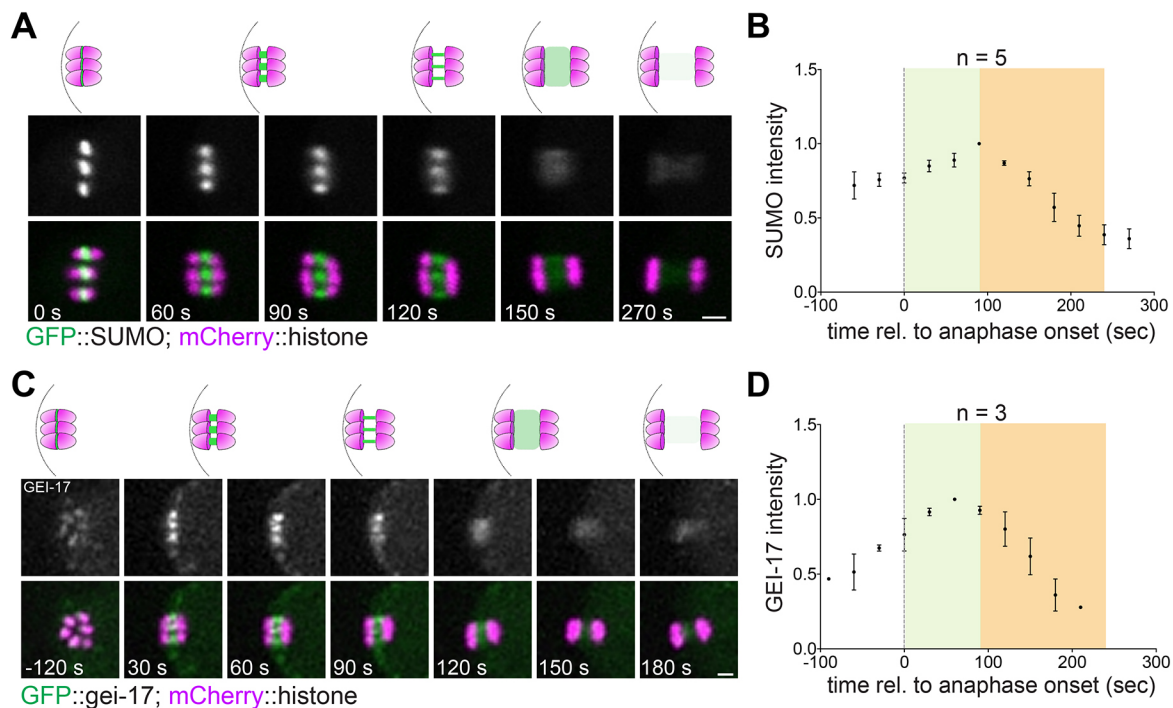 A
0 s
60 s
90 s
120 s
150 s
270 s
GFP::SUMO; mCherry::histone
B
n = 5
SUMO intensity
1.5
1.0
0.5
0.0
-100
0
100
200
300
time rel. to anaphase onset (sec)
C
GEI-17
-120 s
30 s
60 s
90 s
120 s
150 s
180 s
GFP::gei-17; mCherry::histone
D
n = 3
GEI-17 intensity
1.5
1.0
0.5
0.0
-100
0
100
200
300
time rel. to anaphase onset (sec)